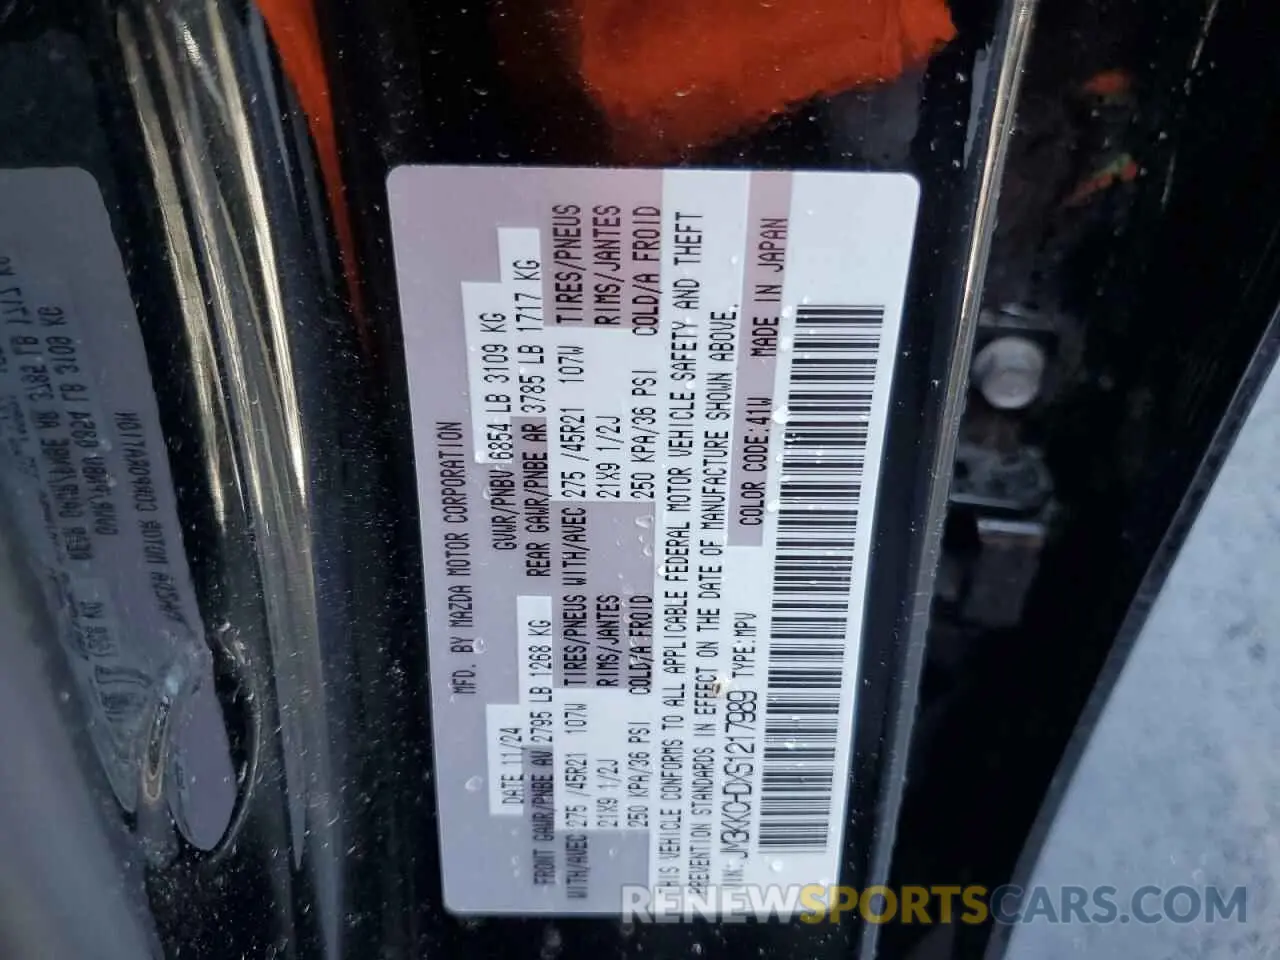 MFD. BY MAZDA MOTOR CORPORATION
DATE 11/24 GVWR/PNBV 6854 LB 3109 KG
FRONT GAWR/PNBE AV 2795 LB 1268 KG REAR GAWR/PNBE AR 3785 LB 1717 KG
WITH/AVEC 275 /45R21 107W TIRES/PNEUS WITH/AVEC 275 /45R21 107W TIRES/PNEUS
21X9 1/2J RIMS/JANTES 21X9 1/2J RIMS/JANTES
250 KPA/36 PSI COLD/A FROID 250 KPA/36 PSI COLD/A FROID
THIS VEHICLE CONFORMS TO ALL APPLICABLE FEDERAL MOTOR VEHICLE SAFETY AND THEFT
PREVENTION STANDARDS IN EFFECT ON THE DATE OF MANUFACTURE SHOWN ABOVE.
VIN: JM3KKCHDXS1217989 TYPE:MPV
COLOR CODE:41W MADE IN JAPAN
RENEWSPORTSCARS.COM